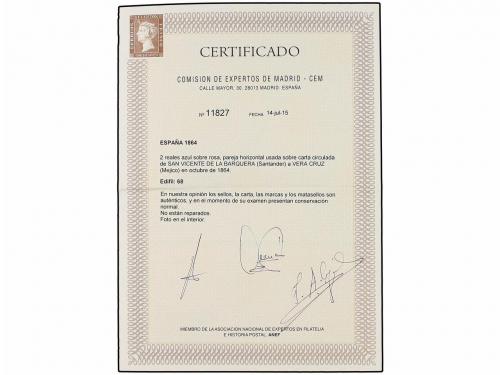 CERTIFICADO
COMISION DE EXPERTOS DE MADRID - CEM
CALLE MAYOR, 30. 28013 MADRID. ESPAÑA
Nº 11827 FECHA 14-jul-15
ESPAÑA 1864
2 reales azul sobre rosa, pareja horizontal usada sobre carta circulada
de SAN VICENTE DE LA BARQUERA (Santander) a VERA CRUZ
(Mejico) en octubre de 1864.
Edifil: 68
En nuestra opinión los sellos, la carta, las marcas y los matasellos son
auténticos, y en el momento de su examen presentan conservación
normal.
No están reparados.
Foto en el interior.
MIEMBRO DE LA ASOCIACION NACIONAL DE EXPERTOS EN FILATELIA
E HISTORIA POSTAL. ANEF